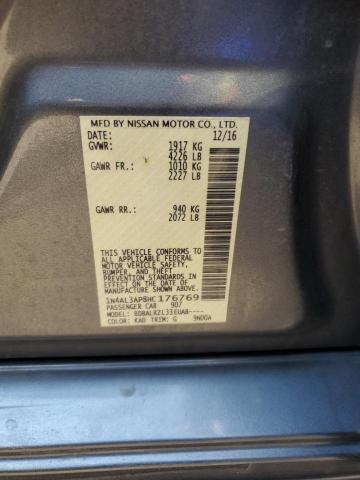 MFD BY NISSAN MOTOR CO., LTD.
DATE: 12/16
GVWR: 1917 KG
4226 LB
GAWR FR.: 1010 KG
2227 LB
GAWR RR.: 940 KG
2072 LB
THIS VEHICLE CONFORMS TO
ALL APPLICABLE FEDERAL
MOTOR VEHICLE SAFETY,
BUMPER, AND THEFT
PREVENTION STANDARDS IN
EFFECT ON THE DATE OF
MANUFACTURE SHOWN ABOVE.
1N4AL3AP8HC176769
PASSENGER CAR 907
MODEL: BDBALRZL33EUA8----
COLOR: KAD TRIM: G 9N00A